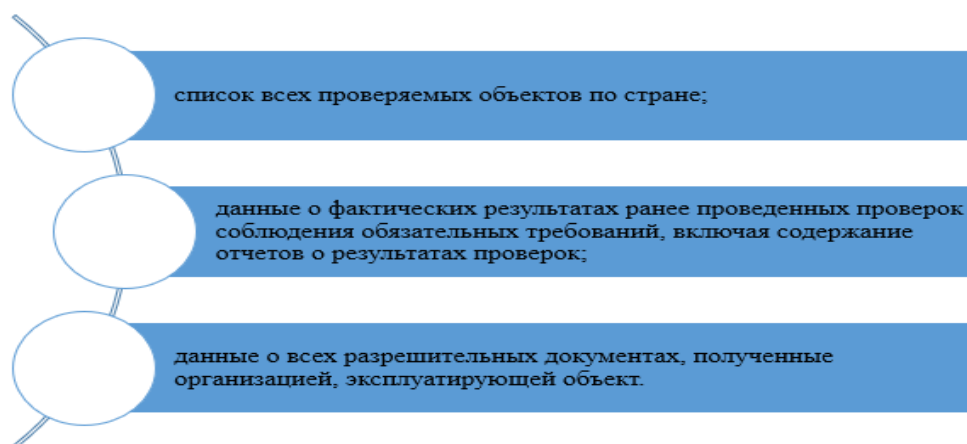 список всех проверяемых объектов по стране;
данные о фактических результатах ранее проведенных проверок
соблюдения обязательных требований, включая содержание
отчетов о результатах проверок;
данные о всех разрешительных документах, полученные
организацией, эксплуатирующей объект.